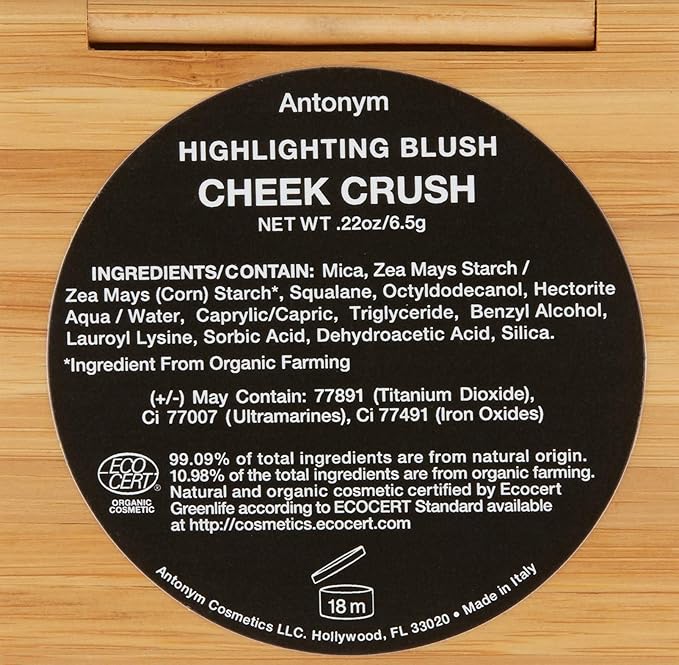 Antonym
HIGHLIGHTING BLUSH
CHEEK CRUSH
NET WT .22oz/6.5g
INGREDIENTS/CONTAIN: Mica, Zea Mays Starch /
Zea Mays (Corn) Starch*, Squalane, Octyldodecanol, Hectorite
Aqua / Water, Caprylic/Capric, Triglyceride, Benzyl Alcohol,
Lauroyl Lysine, Sorbic Acid, Dehydroacetic Acid, Silica.
*Ingredient From Organic Farming
(+/-) May Contain: 77891 (Titanium Dioxide),
Ci 77007 (Ultramarines), Ci 77491 (Iron Oxides)
ECO
CERT®
ORGANIC
COSMETIC
99.09% of total ingredients are from natural origin.
10.98% of the total ingredients are from organic farming.
Natural and organic cosmetic certified by Ecocert
Greenlife according to ECOCERT Standard available
at http://cosmetics.ecocert.com
18 m
Antonym Cosmetics LLC. Hollywood, FL 33020 • Made in Italy